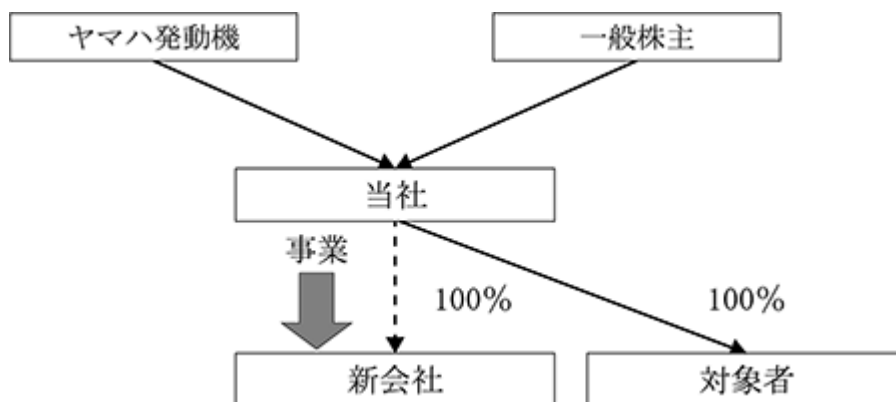 ヤマハ発動機
一般株主
当社
事業
100%
100%
新会社
対象者